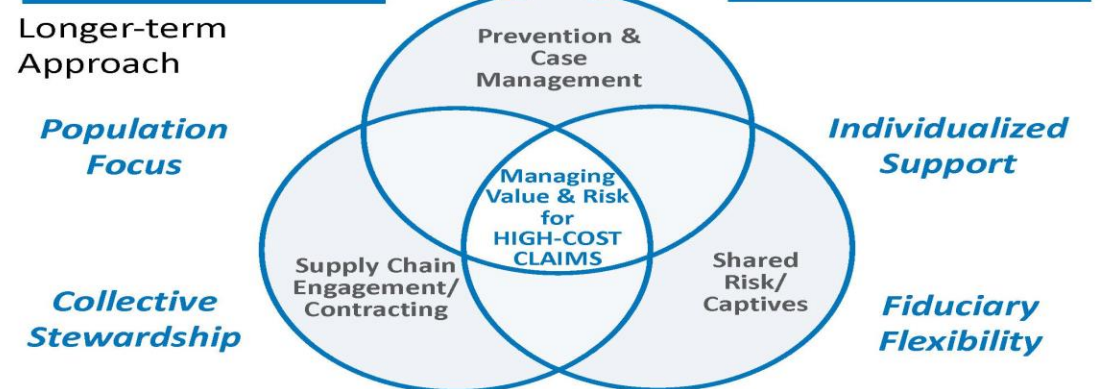 Longer-term
Approach
Prevention &
Case
Management
Population
Focus
Individualized
Support
Managing
Value & Risk
for
HIGH-COST
CLAIMS
Supply Chain
Engagement/
Contracting
Shared
Risk/
Captives
Collective
Stewardship
Fiduciary
Flexibility